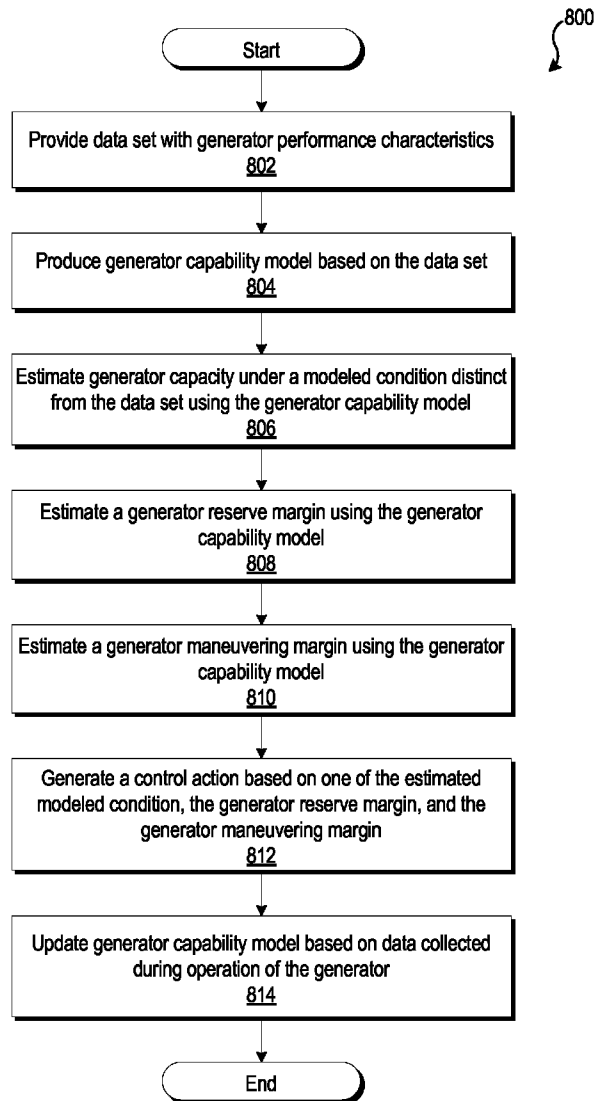 800
Start
Provide data set with generator performance characteristics
802
Produce generator capability model based on the data set
804
Estimate generator capacity under a modeled condition distinct
from the data set using the generator capability model
806
Estimate a generator reserve margin using the generator
capability model
808
Estimate a generator maneuvering margin using the generator
capability model
810
Generate a control action based on one of the estimated
modeled condition, the generator reserve margin, and the
generator maneuvering margin
812
Update generator capability model based on data collected
during operation of the generator
814
End